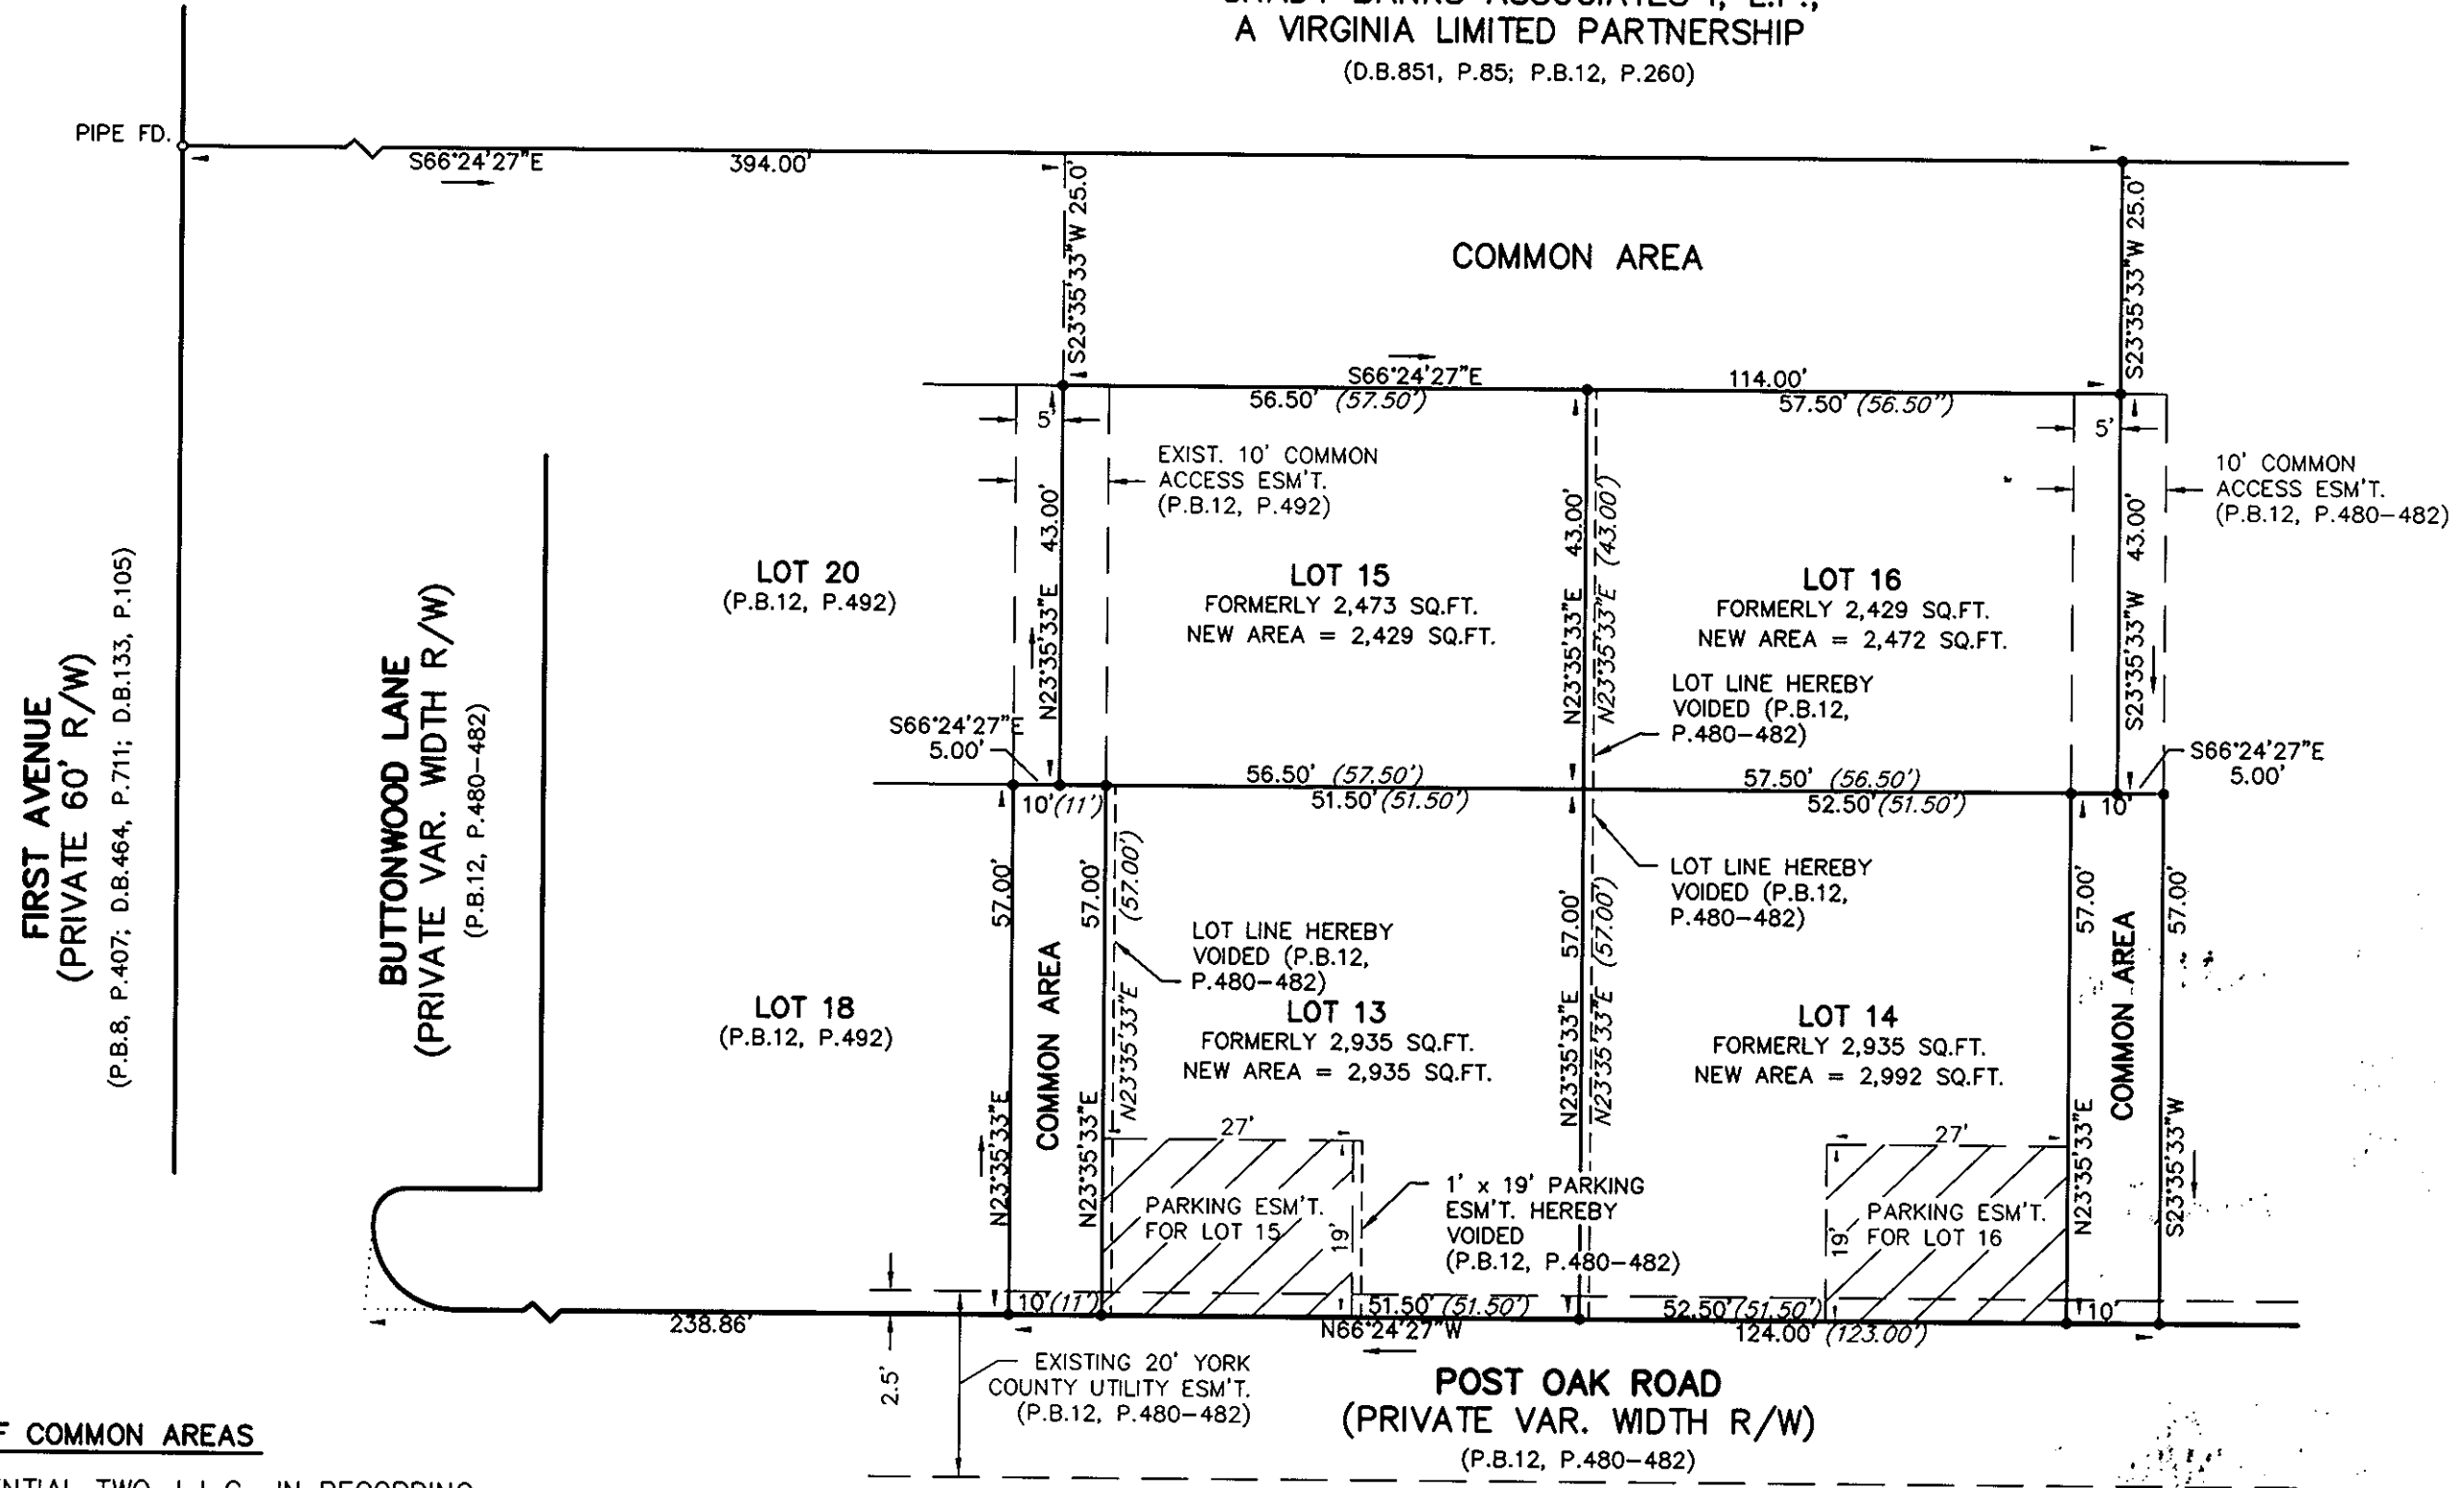 A VIRGINIA LIMITED PARTNERSHIP
(D.B.851, P.85; P.B.12, P.260)
PIPE FD.
S66°24'27"E
394.00'
S23°35'33"W 25.0'
COMMON AREA
S23°35'33"W 25.0'
S66°24'27"E
114.00'
56.50' (57.50')
57.50' (56.50")
5'
5'
EXIST. 10' COMMON
ACCESS ESM'T.
(P.B.12, P.492)
10' COMMON
ACCESS ESM'T.
(P.B.12, P.480-482)
N23°35'33"E 43.00'
N23°35'33"E 43.00'
N23°35'33"E (43.00')
S23°35'33"W 43.00'
LOT 20
(P.B.12, P.492)
LOT 15
FORMERLY 2,473 SQ.FT.
NEW AREA = 2,429 SQ.FT.
LOT 16
FORMERLY 2,429 SQ.FT.
NEW AREA = 2,472 SQ.FT.
LOT LINE HEREBY
VOIDED (P.B.12,
P.480-482)
FIRST AVENUE
(PRIVATE 60' R/W)
(P.B.8, P.407; D.B.464, P.711; D.B.133, P.105)
BUTTONWOOD LANE
(PRIVATE VAR. WIDTH R/W)
(P.B.12, P.480-482)
S66°24'27"E
5.00'
S66°24'27"E
5.00'
56.50' (57.50')
57.50' (56.50')
10'(11')
51.50'(51.50')
52.50'(51.50')
10'
LOT LINE HEREBY
VOIDED (P.B.12,
P.480-482)
LOT LINE HEREBY
VOIDED (P.B.12,
P.480-482)
N23°35'33"E 57.00'
COMMON AREA
N23°35'33"E 57.00'
N23°35'33"E (57.00')
N23°35'33"E 57.00'
N23°35'33"E (57.00')
N23°35'33"E 57.00'
COMMON AREA
S23°35'33"W 57.00'
LOT 18
(P.B.12, P.492)
LOT 13
FORMERLY 2,935 SQ.FT.
NEW AREA = 2,935 SQ.FT.
LOT 14
FORMERLY 2,935 SQ.FT.
NEW AREA = 2,992 SQ.FT.
27'
27'
PARKING ESM'T.
FOR LOT 15
19'
1' x 19' PARKING
ESM'T. HEREBY
VOIDED
(P.B.12, P.480-482)
19'
PARKING ESM'T.
FOR LOT 16
10'(11')
51.50'(51.50')
52.50'(51.50')
10'
238.86'
N66°24'27"W
124.00' (123.00')
2.5'
EXISTING 20' YORK
COUNTY UTILITY ESM'T.
(P.B.12, P.480-482)
POST OAK ROAD
(PRIVATE VAR. WIDTH R/W)
(P.B.12, P.480-482)
COMMON AREAS